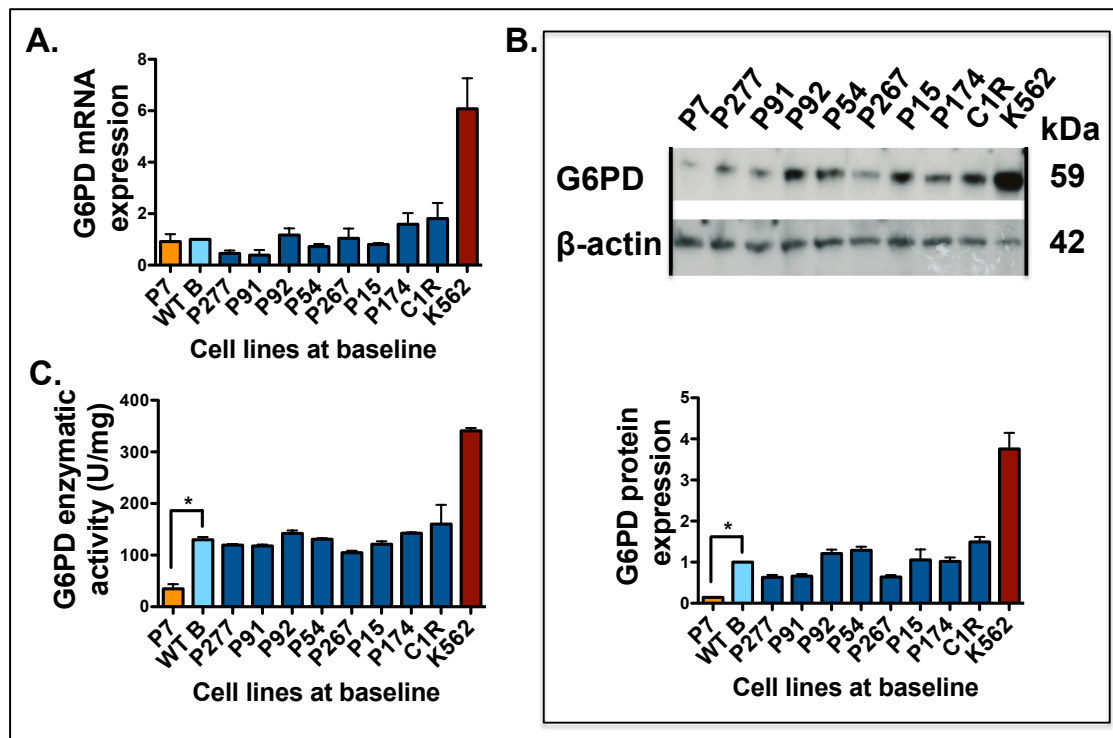 A.
G6PD mRNA
expression
8
6
4
2
0
P7
WT B
P277
P91
P92
P54
P267
P15
P174
C1R
K562
Cell lines at baseline
B.
P7
P277
P91
P92
P54
P267
P15
P174
C1R
K562
kDa
G6PD
59
β-actin
42
G6PD protein
expression
5
4
3
2
1
0
*
P7
WT B
P277
P91
P92
P54
P267
P15
P174
C1R
K562
Cell lines at baseline
C.
G6PD enzymatic
activity (U/mg)
400
300
200
100
0
*
P7
WT B
P277
P91
P92
P54
P267
P15
P174
C1R
K562
Cell lines at baseline